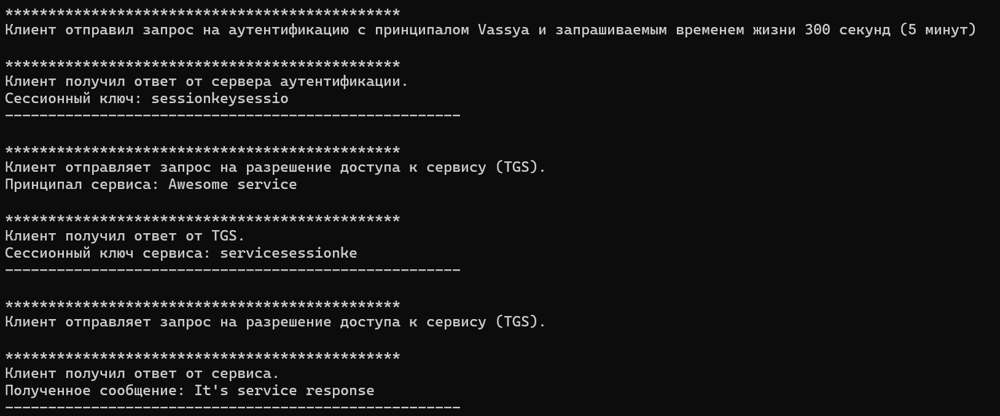 **********************************************
Клиент отправил запрос на аутентификацию с принципалом Vassya и запрашиваемым временем жизни 300 секунд (5 минут)
**********************************************
Клиент получил ответ от сервера аутентификации.
Сессионный ключ: sessionkeysessio
-----------------------------------------------------
**********************************************
Клиент отправляет запрос на разрешение доступа к сервису (TGS).
Принципал сервиса: Awesome service
**********************************************
Клиент получил ответ от TGS.
Сессионный ключ сервиса: servicesessionke
-----------------------------------------------------
**********************************************
Клиент отправляет запрос на разрешение доступа к сервису (TGS).
**********************************************
Клиент получил ответ от сервиса.
Полученное сообщение: It's service response
-----------------------------------------------------